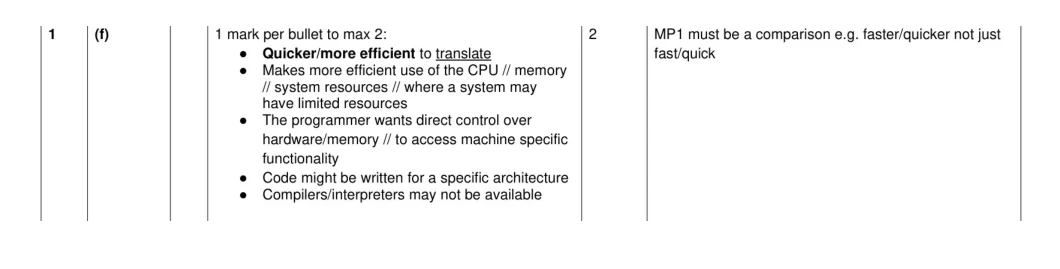 1 (f) 1 mark per bullet to max 2: 2 MP1 must be a comparison e.g. faster/quicker not just
fast/quick
● Quicker/more efficient to translate
● Makes more efficient use of the CPU // memory
// system resources // where a system may
have limited resources
● The programmer wants direct control over
hardware/memory // to access machine specific
functionality
● Code might be written for a specific architecture
● Compilers/interpreters may not be available